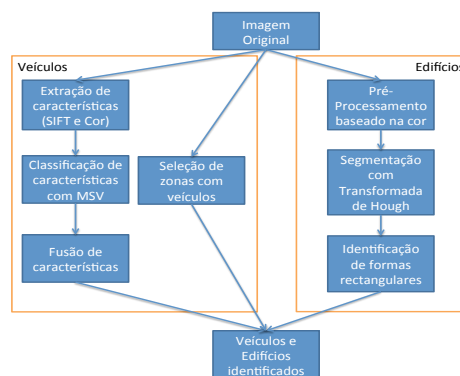 Imagem
Original
Veículos
Edifícios
Extração de
características
(SIFT e Cor)
Classificação de
características
com MSV
Fusão de
características
Seleção de
zonas com
veículos
Pré-
Processamento
baseado na cor
Segmentação
com
Transformada
de Hough
Identificação
de formas
rectangulares
Veículos e
Edifícios
identificados